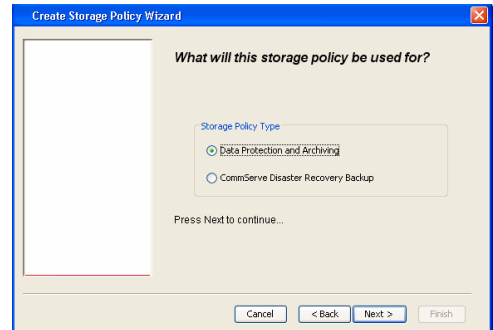 Create Storage Policy Wizard
What will this storage policy be used for?
Storage Policy Type
Data Protection and Archiving
CommServe Disaster Recovery Backup
Press Next to continue...
Cancel < Back Next > Finish